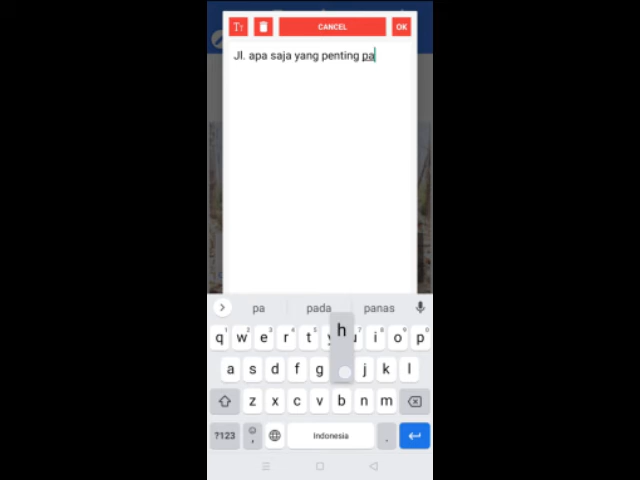 CANCEL
OK
Jl. apa saja yang penting pa
pa pada panas
h
q w e r t y u i o p
a s d f g j k l
z x c v b n m
?123 , Indonesia .